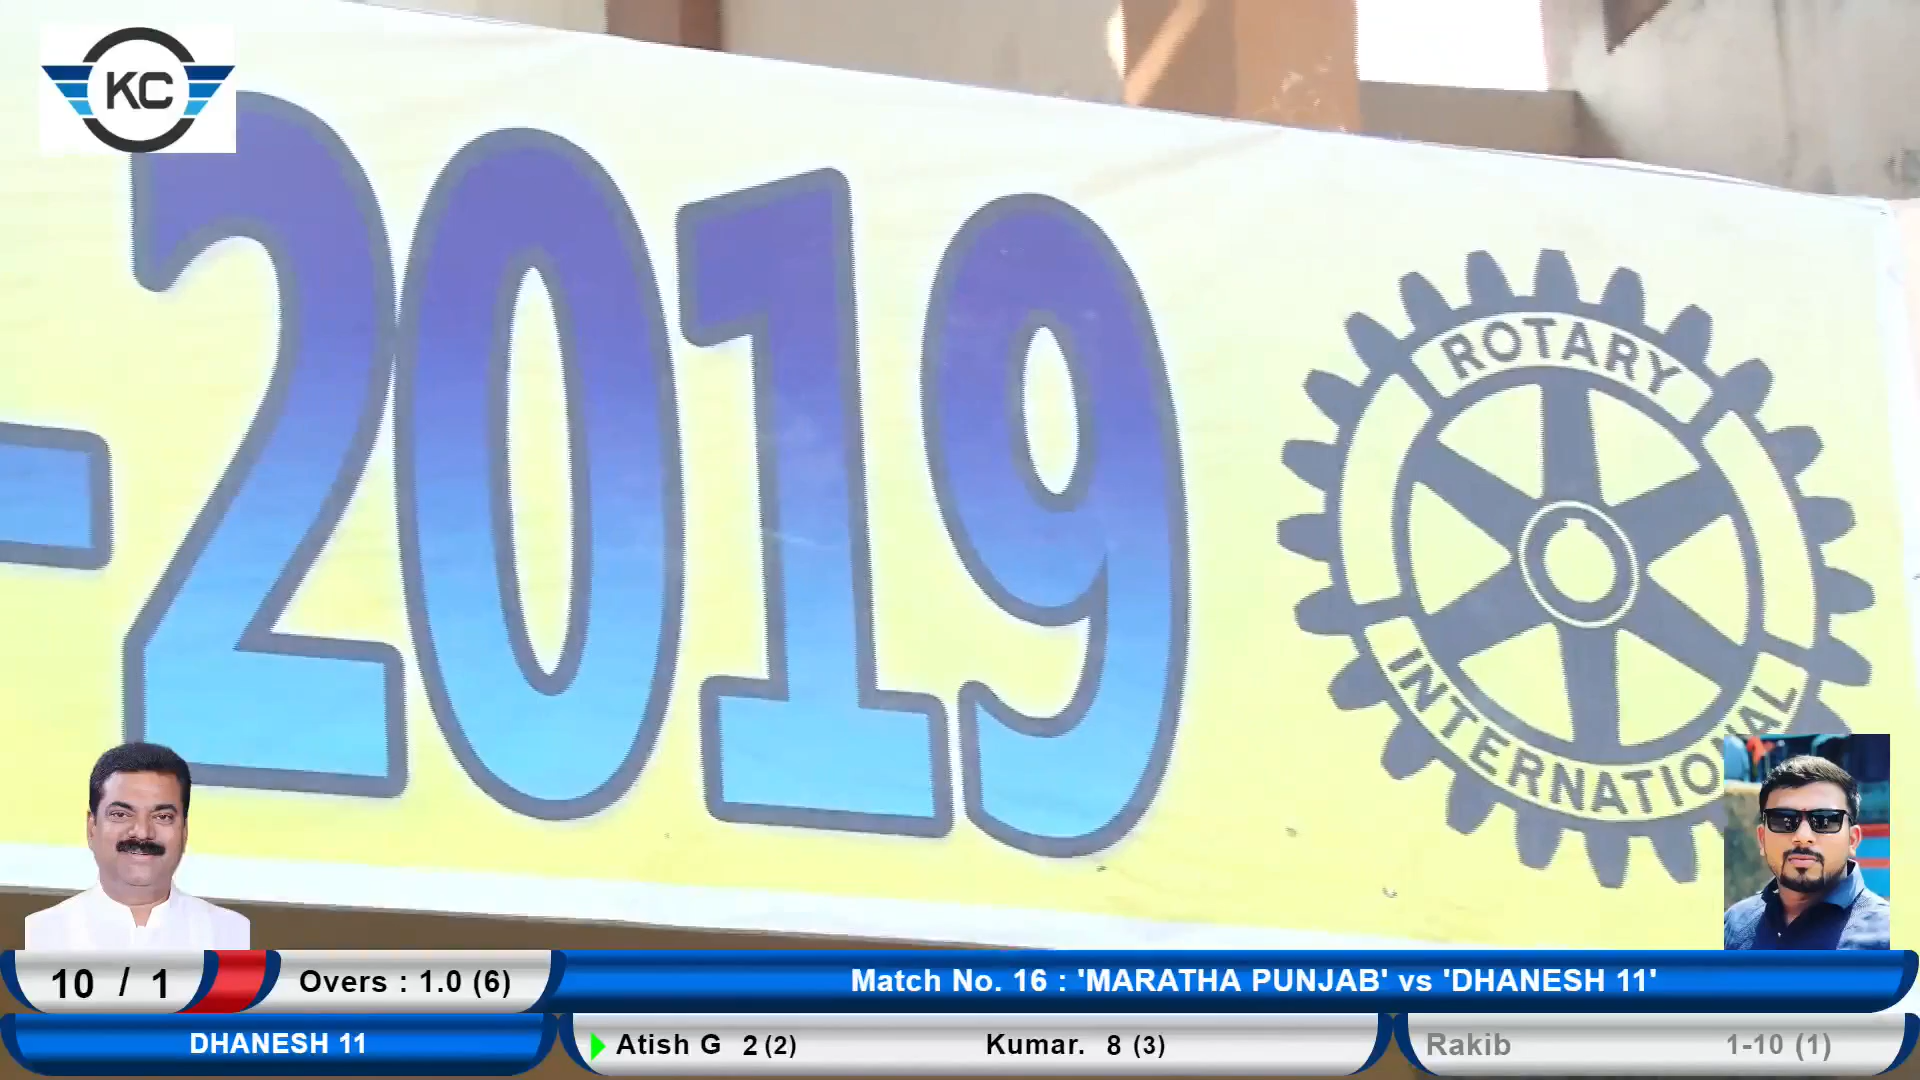 KC
-2019
ROTARY
INTERNATIONAL
10 / 1
Overs : 1.0 (6)
Match No. 16 : 'MARATHA PUNJAB' vs 'DHANESH 11'
DHANESH 11
Atish G 2 (2)
Kumar. 8 (3)
Rakib 1-10 (1)